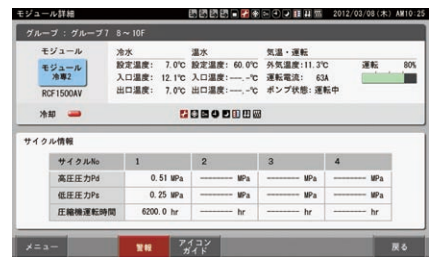 モジュール詳細 2012/03/08(木) AM10:25
グループ : グループ7 8～10F
モジュール 冷水 温水 気温・運転
モジュール 設定温度: 7.0℃ 設定温度: 60.0℃ 外気温度:11.3℃ 運転 80%
冷専2 入口温度: 12.1℃ 入口温度:---.-℃ 運転電流: 63A
RCF1500AV 出口温度: 7.0℃ 出口温度:---.-℃ ポンプ状態: 運転中
冷却
サイクル情報
サイクルNo 1 2 3 4
高圧圧力Pd 0.51 MPa -------- MPa -------- MPa -------- MPa
低圧圧力Ps 0.25 MPa -------- MPa -------- MPa -------- MPa
圧縮機運転時間 6200.0 hr -------- hr -------- hr -------- hr
メニュー 警報 アイコン
ガイド 戻る